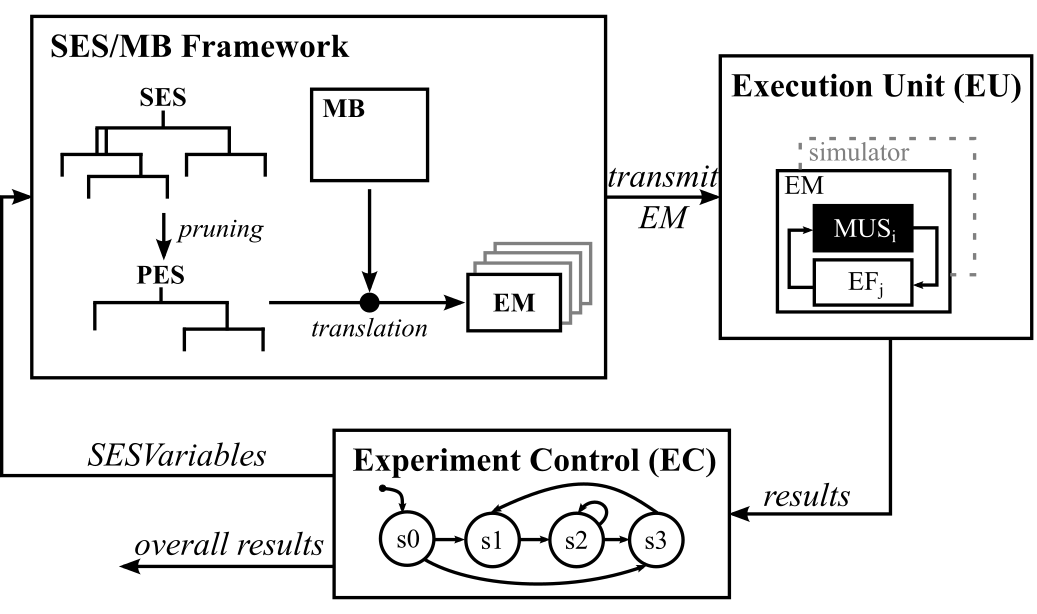 SES/MB Framework
SES
MB
pruning
PES
translation
EM
transmit
EM
Execution Unit (EU)
simulator
EM
MUSi
EFj
SESVariables
Experiment Control (EC)
s0
s1
s2
s3
results
overall results